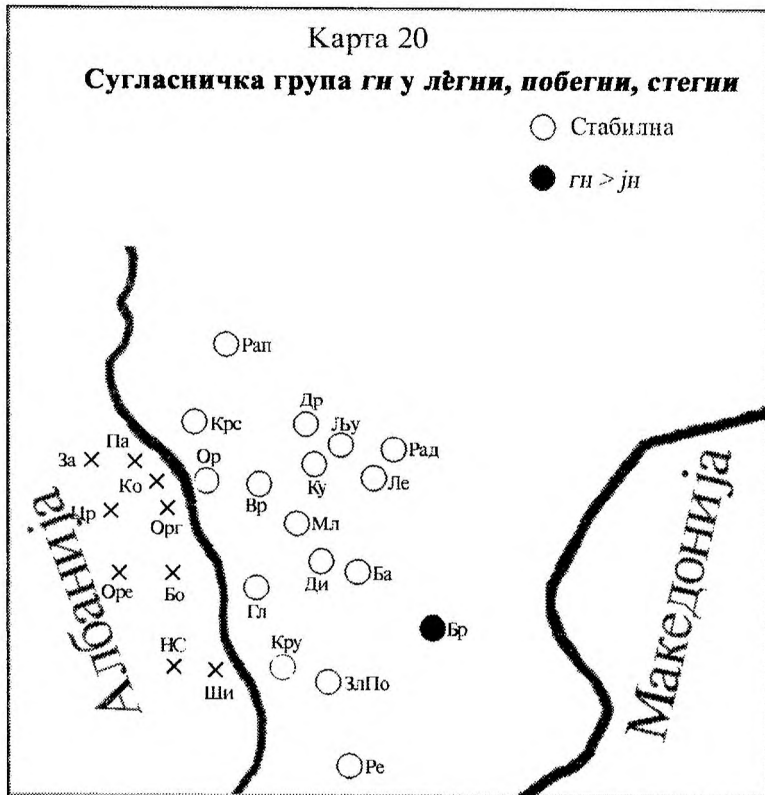 Карта 20
Сугласничка група гн у лѐгни, побегни, стегни
Стабилна
гн > јн
Рап
Крс
Др
Љу
Рад
Па
За
Ко
Ор
Вр
Ку
Ле
Цр
Орг
Мл
Ди
Ба
Оре
Бо
Гл
Бр
НС
Ши
Кру
ЗлПо
Ре
Албанија
Македонија